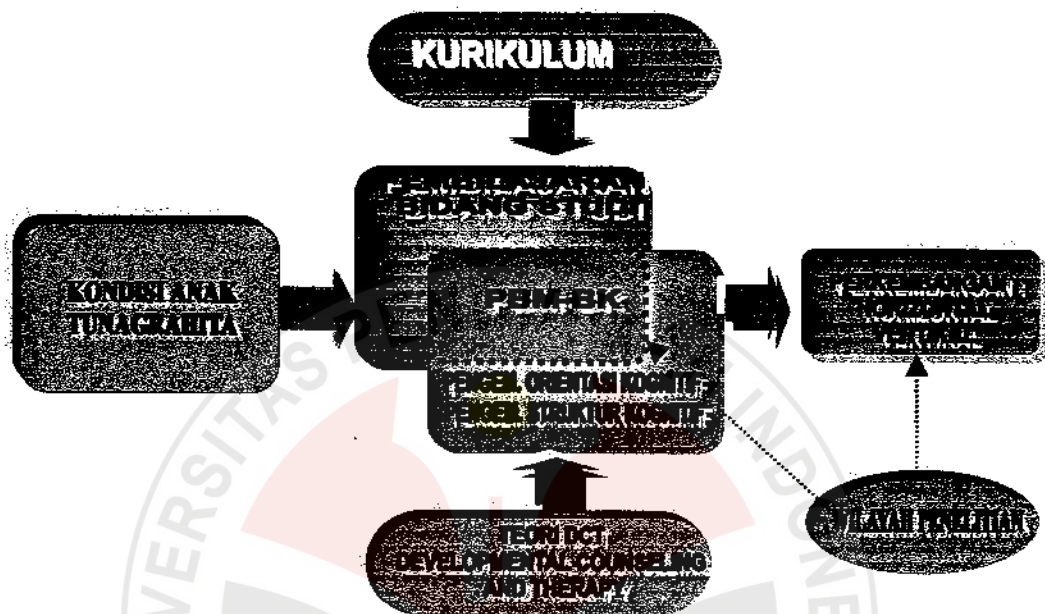 KURIKULUM
PEMBELAJARAN
BIDANG STUDI
KONDISI ANAK
TUNAGRAHITA
PBM-BK
PENGEM. ORIENTASI KOGNITIF
PENGEM. STRUKTUR KOGNITIF
PERKEMBANGAN
HORIZONTAL
VERTIKAL
WILAYAH PENELITIAN
TEORI DCT
DEVELOPMENTAL COUNSELING
AND THERAPY